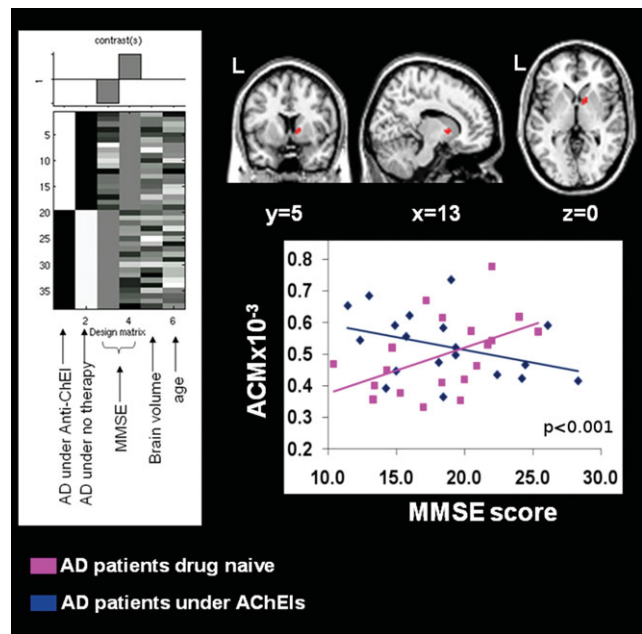 contrast(s)
1
5
10
15
20
25
30
35
2 4 6
Design matrix
AD under Anti-ChEI
AD under no therapy
MMSE
Brain volume
age
L
L
y=5
x=13
z=0
ACMx10-3
0.8
0.7
0.6
0.5
0.4
0.3
0.2
p<0.001
10.0 15.0 20.0 25.0 30.0
MMSE score
AD patients drug naive
AD patients under AChEIs